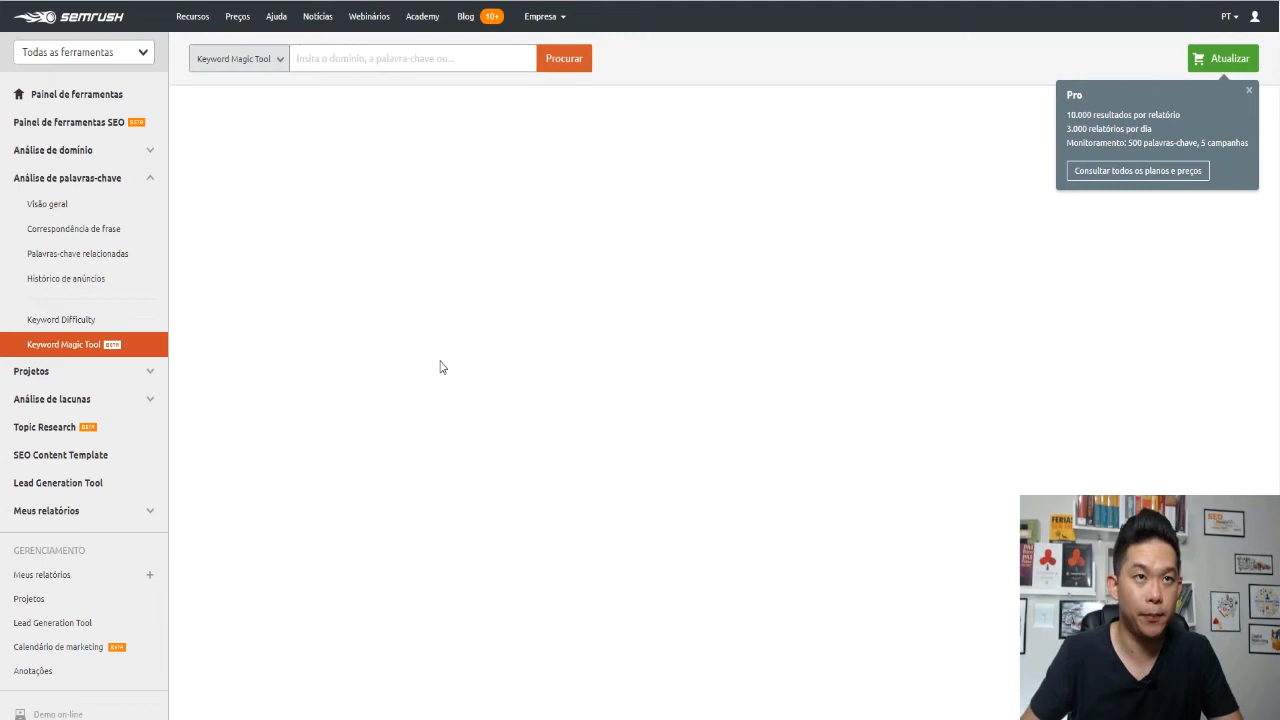 SEMRUSH
Recursos
Preços
Ajuda
Notícias
Webinários
Academy
Blog
10+
Empresa
PT
Todas as ferramentas
Keyword Magic Tool
Insira o domínio, a palavra-chave ou...
Procurar
Atualizar
Pro
×
10.000 resultados por relatório
3.000 relatórios por dia
Monitoramento: 500 palavras-chave, 5 campanhas
Consultar todos os planos e preços
Painel de ferramentas
Painel de ferramentas SEO BETA
Análise de domínio
Análise de palavras-chave
Visão geral
Correspondência de frase
Palavras-chave relacionadas
Histórico de anúncios
Keyword Difficulty
Keyword Magic Tool BETA
Projetos
Análise de lacunas
Topic Research BETA
SEO Content Template
Lead Generation Tool
Meus relatórios
GERENCIAMENTO
Meus relatórios
Projetos
Lead Generation Tool
Calendário de marketing BETA
Anotações
Demo on-line
SEO
FERIAS